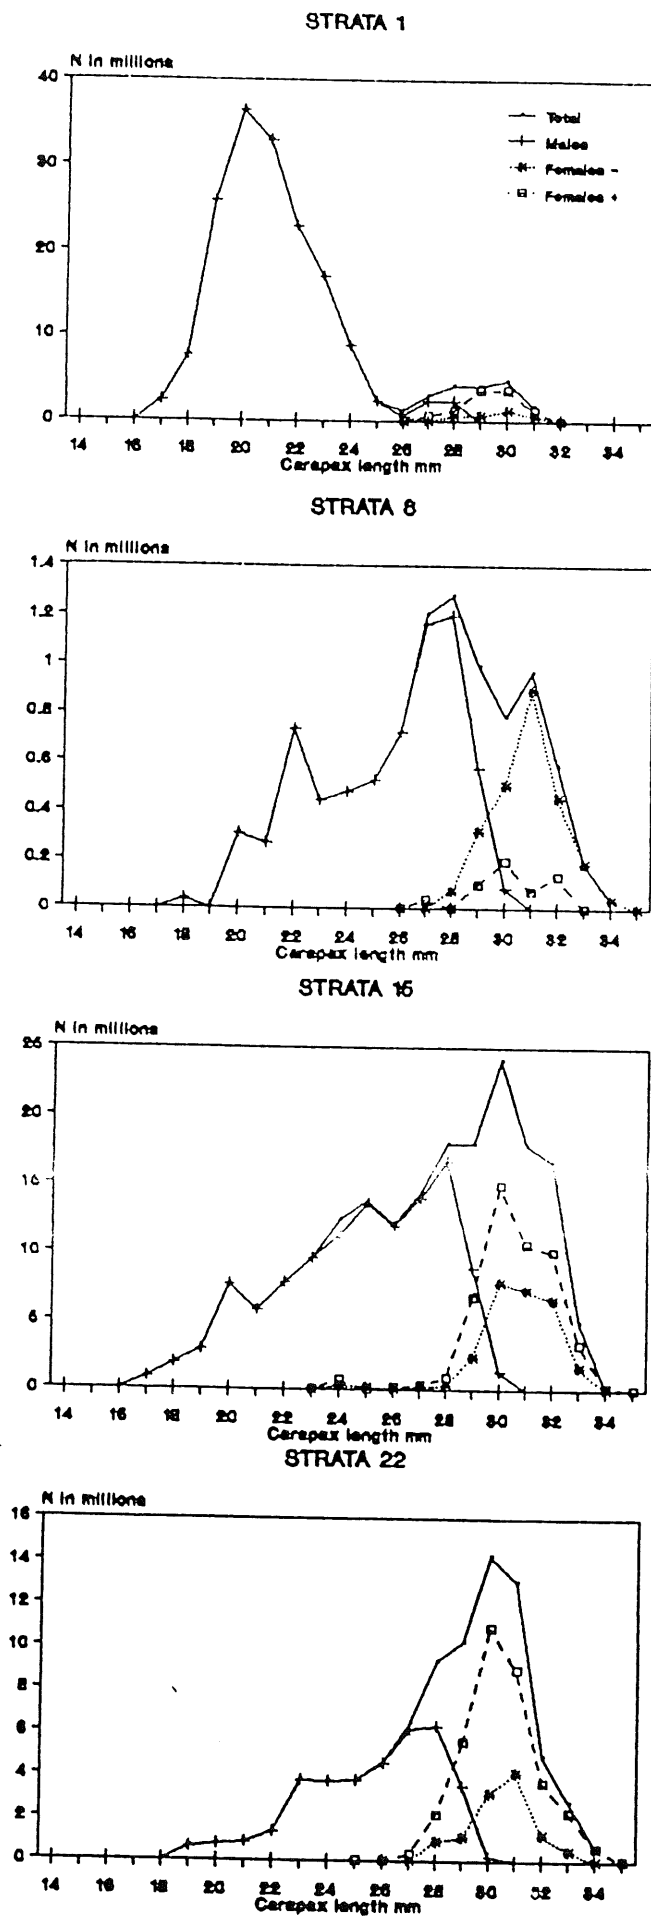 STRATA 1
N in millions
40
30
20
10
0
Total
Males
Females -
Females +
14 16 18 20 22 24 26 28 30 32 34
Carapax length mm
STRATA 8
N in millions
1.4
1.2
1
0.8
0.6
0.4
0.2
0
14 16 18 20 22 24 26 28 30 32 34
Carapax length mm
STRATA 15
N in millions
25
20
15
10
5
0
14 16 18 20 22 24 26 28 30 32 34
Carapax length mm
STRATA 22
N in millions
16
14
12
10
8
6
4
2
0
14 16 18 20 22 24 26 28 30 32 34
Carapax length mm